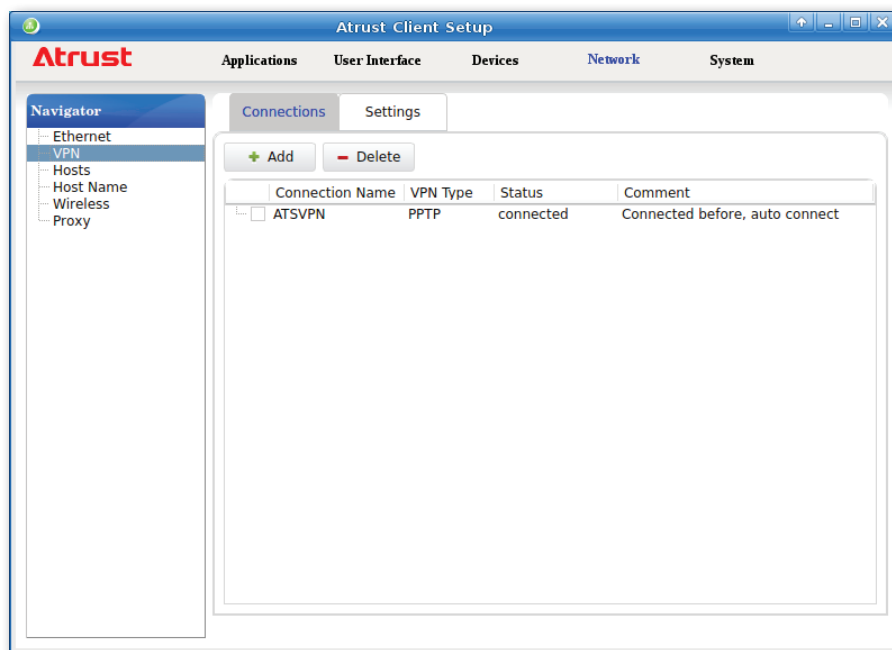 Atrust Client Setup
Atrust
Applications User Interface Devices Network System
Navigator
Ethernet
VPN
Hosts
Host Name
Wireless
Proxy
Connections Settings
Add Delete
Connection Name VPN Type Status Comment
ATSVPN PPTP connected Connected before, auto connect